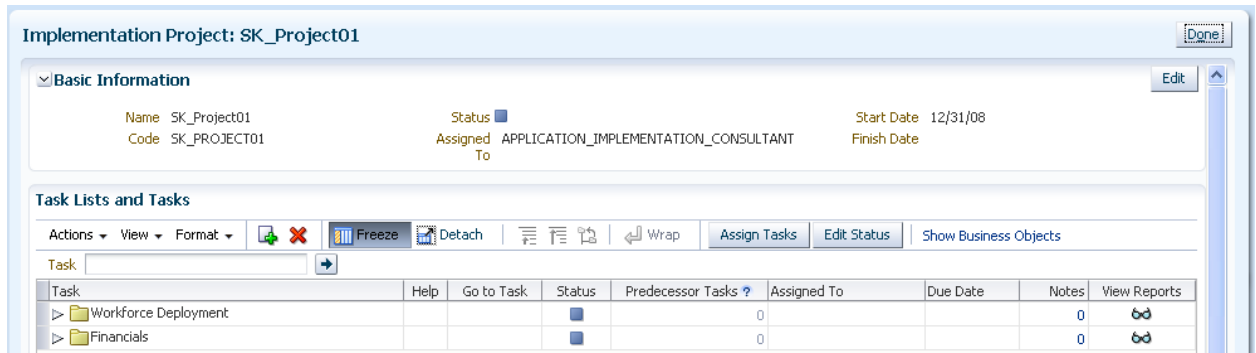 Implementation Project: SK_Project01
Done
Basic Information
Edit
Name SK_Project01
Status
Start Date 12/31/08
Code SK_PROJECT01
Assigned To APPLICATION_IMPLEMENTATION_CONSULTANT
Finish Date
Task Lists and Tasks
Actions View Format Freeze Detach Wrap Assign Tasks Edit Status Show Business Objects
Task
Task Help Go to Task Status Predecessor Tasks ? Assigned To Due Date Notes View Reports
Workforce Deployment 0 0
Financials 0 0